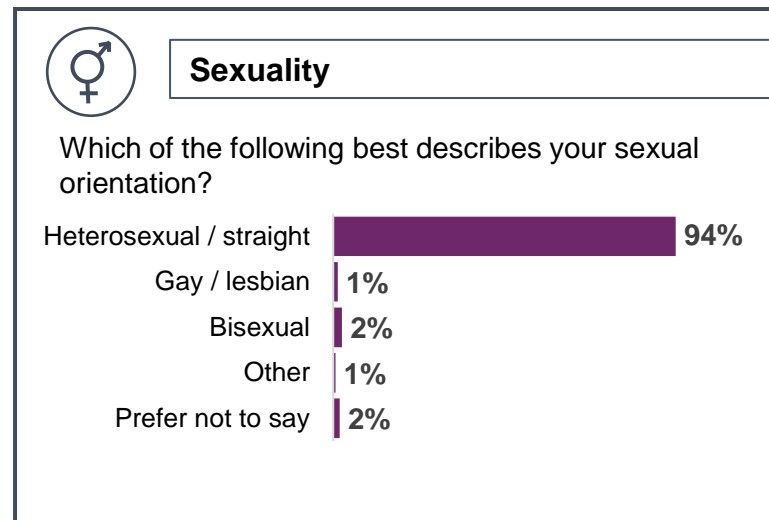 Sexuality
Which of the following best describes your sexual
orientation?
Heterosexual / straight 94%
Gay / lesbian 1%
Bisexual 2%
Other 1%
Prefer not to say 2%